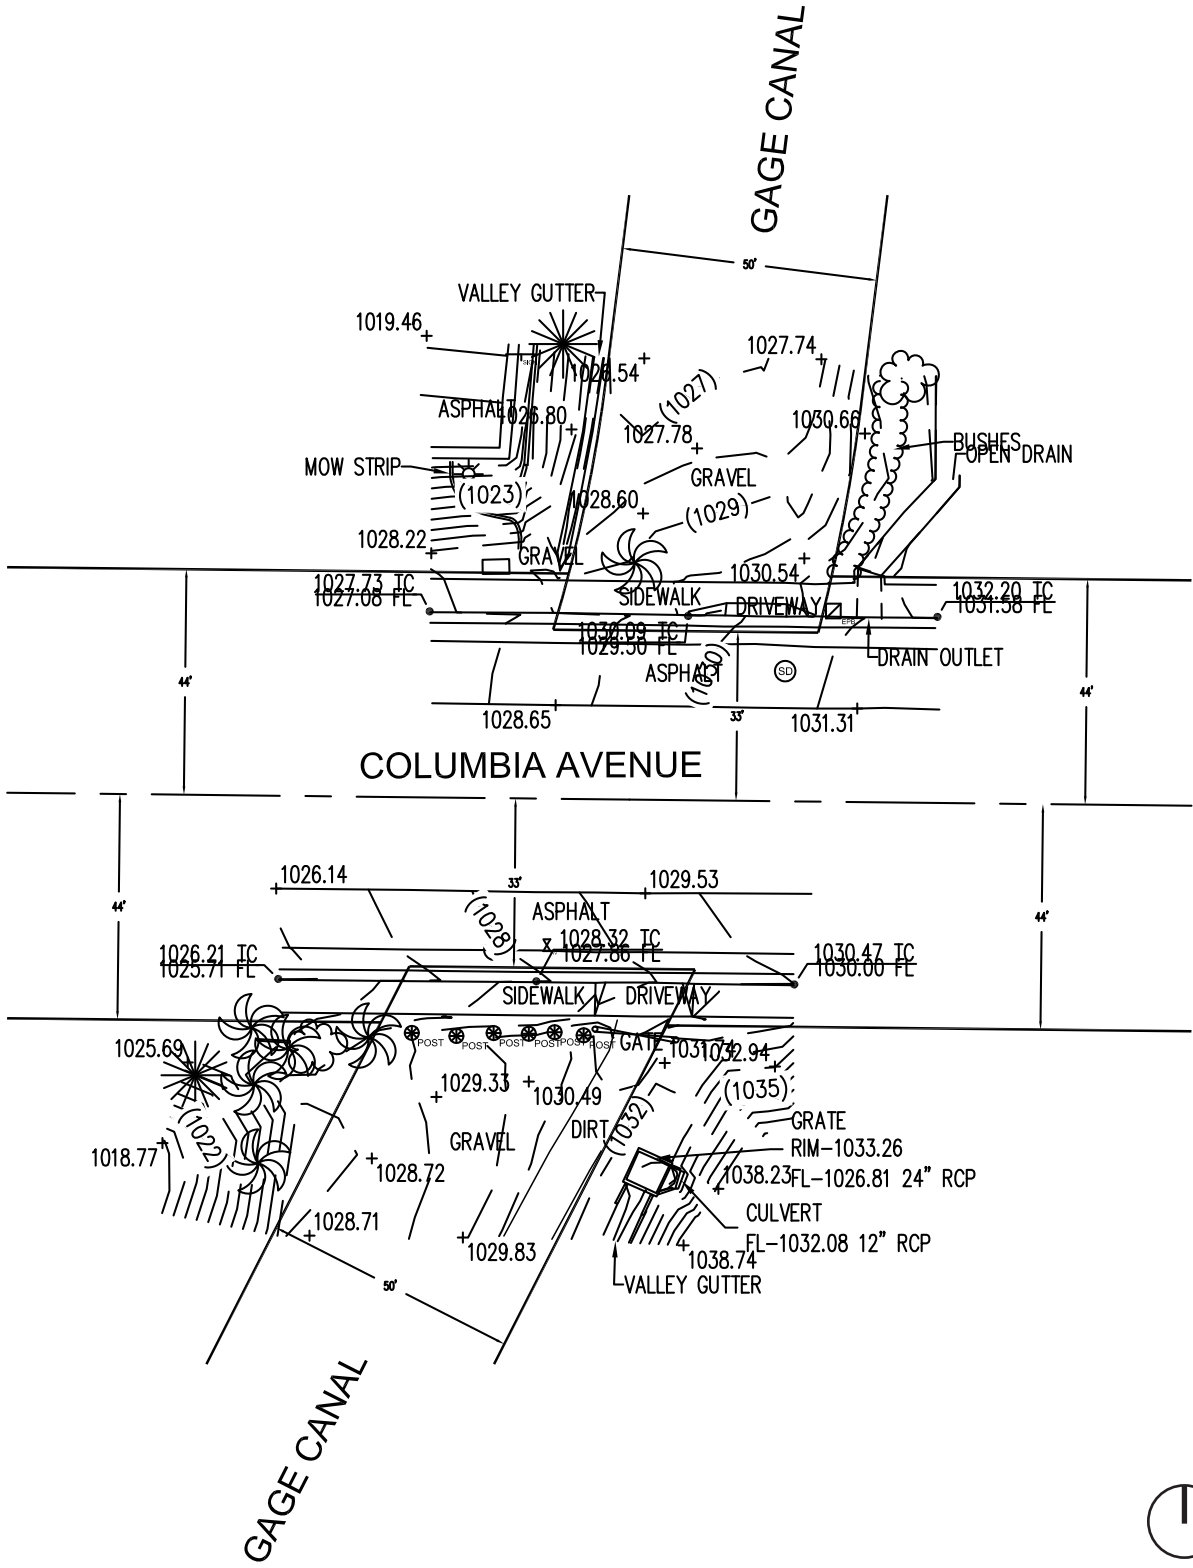 GAGE CANAL
50'
VALLEY GUTTER
1019.46
1027.74
(1027)
ASPHALT
1026.80
1030.66
1027.78
BUSHES
OPEN DRAIN
MOW STRIP
GRAVEL
(1023)
1028.60
(1029)
1028.22
GRAVEL
1030.54
1027.73 TC
1027.08 FL
SIDEWALK
DRIVEWAY
1032.20 TC
1031.58 FL
1030.09 TC
1029.50 FL
EPB
DRAIN OUTLET
ASPHALT
(1030)
SD
44'
44'
1028.65
33'
1031.31
COLUMBIA AVENUE
1026.14
33'
1029.53
44'
44'
(1028)
ASPHALT
1026.21 TC
1025.71 FL
1028.32 TC
1027.86 FL
1030.47 TC
1030.00 FL
SIDEWALK
DRIVEWAY
POST
POST
POST
POST
POST
POST
GATE
1025.69
1032.94
1029.33
1030.49
(1035)
(1022)
GRAVEL
DIRT
(1032)
GRATE
RIM-1033.26
FL-1026.81 24" RCP
1018.77
1028.72
1038.23
CULVERT
FL-1032.08 12" RCP
1028.71
1029.83
1038.74
VALLEY GUTTER
50'
GAGE CANAL